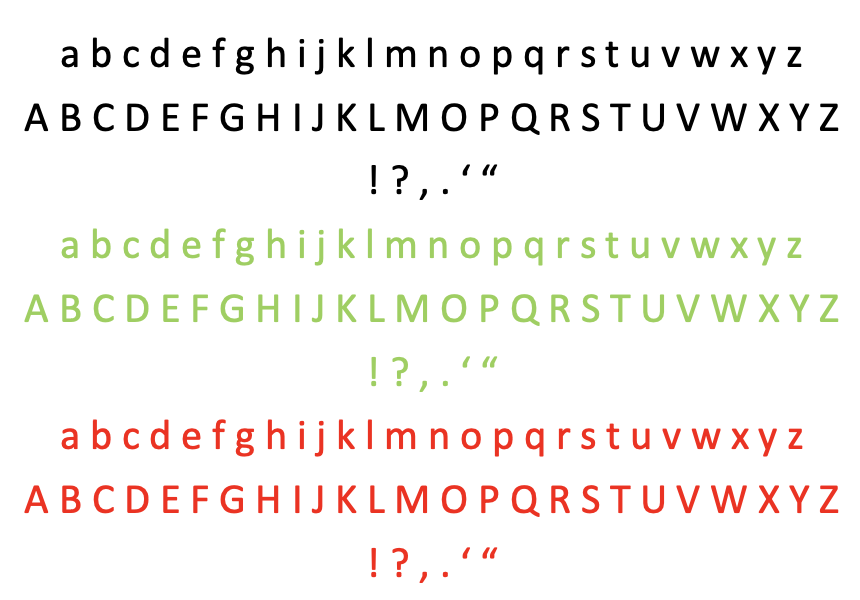 a b c d e f g h i j k l m n o p q r s t u v w x y z
A B C D E F G H I J K L M O P Q R S T U V W X Y Z
! ? , . ‘ “
a b c d e f g h i j k l m n o p q r s t u v w x y z
A B C D E F G H I J K L M O P Q R S T U V W X Y Z
! ? , . ‘ “
a b c d e f g h i j k l m n o p q r s t u v w x y z
A B C D E F G H I J K L M O P Q R S T U V W X Y Z
! ? , . ‘ “